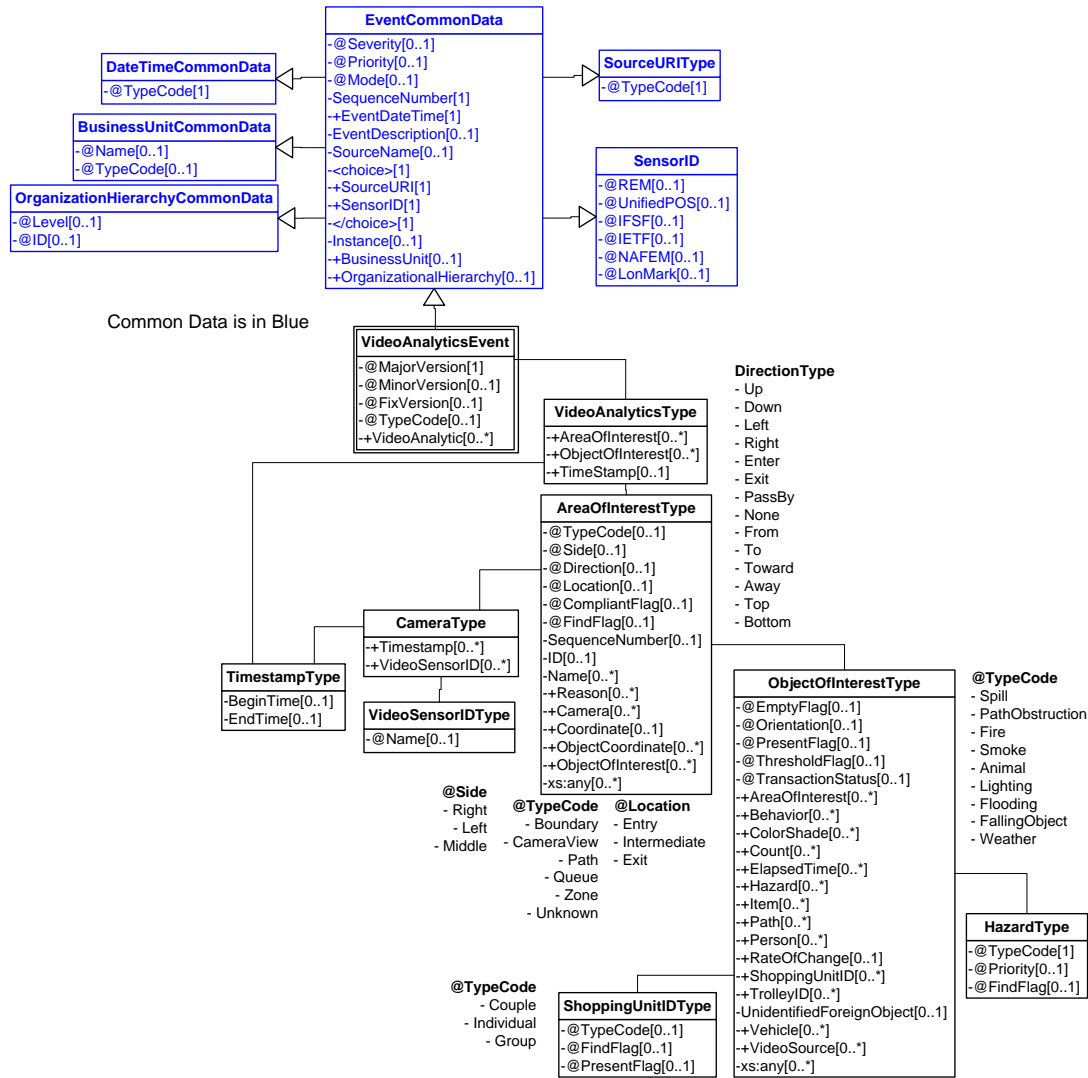 EventCommonData
-@Severity[0..1]
-@Priority[0..1]
-@Mode[0..1]
-SequenceNumber[1]
-+EventDateTime[1]
-EventDescription[0..1]
-SourceName[0..1]
-<choice>[1]
-+SourceURI[1]
-+SensorID[1]
-</choice>[1]
-Instance[0..1]
-+BusinessUnit[0..1]
-+OrganizationalHierarchy[0..1]
DateTimeCommonData
-@TypeCode[1]
BusinessUnitCommonData
-@Name[0..1]
-@TypeCode[0..1]
OrganizationHierarchyCommonData
-@Level[0..1]
-@ID[0..1]
SourceURIType
-@TypeCode[1]
SensorID
-@REM[0..1]
-@UnifiedPOS[0..1]
-@IFSF[0..1]
-@IETF[0..1]
-@NAFEM[0..1]
-@LonMark[0..1]
Common Data is in Blue
VideoAnalyticsEvent
-@MajorVersion[1]
-@MinorVersion[0..1]
-@FixVersion[0..1]
-@TypeCode[0..1]
-+VideoAnalytic[0..*]
VideoAnalyticsType
-+AreaOfInterest[0..*]
-+ObjectOfInterest[0..*]
-+TimeStamp[0..1]
DirectionType
- Up
- Down
- Left
- Right
- Enter
- Exit
- PassBy
- None
- From
- To
- Toward
- Away
- Top
- Bottom
AreaOfInterestType
-@TypeCode[0..1]
-@Side[0..1]
-@Direction[0..1]
-@Location[0..1]
-@CompliantFlag[0..1]
-@FindFlag[0..1]
-SequenceNumber[0..1]
-ID[0..1]
-Name[0..*]
-+Reason[0..*]
-+Camera[0..*]
-+Coordinate[0..1]
-+ObjectCoordinate[0..*]
-+ObjectOfInterest[0..*]
-xs:any[0..*]
CameraType
-+Timestamp[0..*]
-+VideoSensorID[0..*]
TimestampType
-BeginTime[0..1]
-EndTime[0..1]
VideoSensorIDType
-@Name[0..1]
@Side
- Right
- Left
- Middle
@TypeCode
- Boundary
- CameraView
- Path
- Queue
- Zone
- Unknown
@Location
- Entry
- Intermediate
- Exit
ObjectOfInterestType
-@EmptyFlag[0..1]
-@Orientation[0..1]
-@PresentFlag[0..1]
-@ThresholdFlag[0..1]
-@TransactionStatus[0..1]
-+AreaOfInterest[0..*]
-+Behavior[0..*]
-+ColorShade[0..*]
-+Count[0..*]
-+ElapsedTime[0..*]
-+Hazard[0..*]
-+Item[0..*]
-+Path[0..*]
-+Person[0..*]
-+RateOfChange[0..1]
-+ShoppingUnitID[0..*]
-+TrolleyID[0..*]
-UnidentifiedForeignObject[0..1]
-+Vehicle[0..*]
-+VideoSource[0..*]
-xs:any[0..*]
@TypeCode
- Spill
- PathObstruction
- Fire
- Smoke
- Animal
- Lighting
- Flooding
- FallingObject
- Weather
HazardType
-@TypeCode[1]
-@Priority[0..1]
-@FindFlag[0..1]
@TypeCode
- Couple
- Individual
- Group
ShoppingUnitIDType
-@TypeCode[0..1]
-@FindFlag[0..1]
-@PresentFlag[0..1]